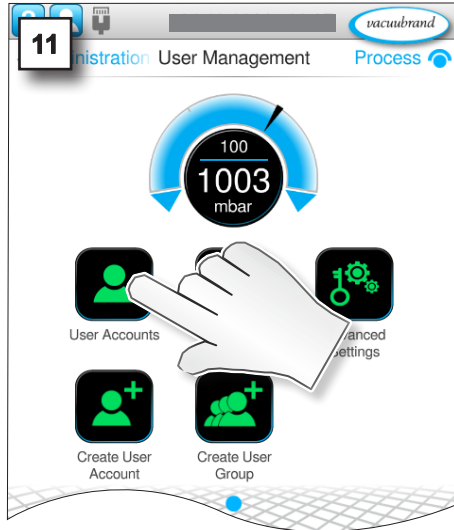 vacuubrand
11
nistration User Management Process
100
1003
mbar
User Accounts
anced
ettings
Create User
Account
Create User
Group